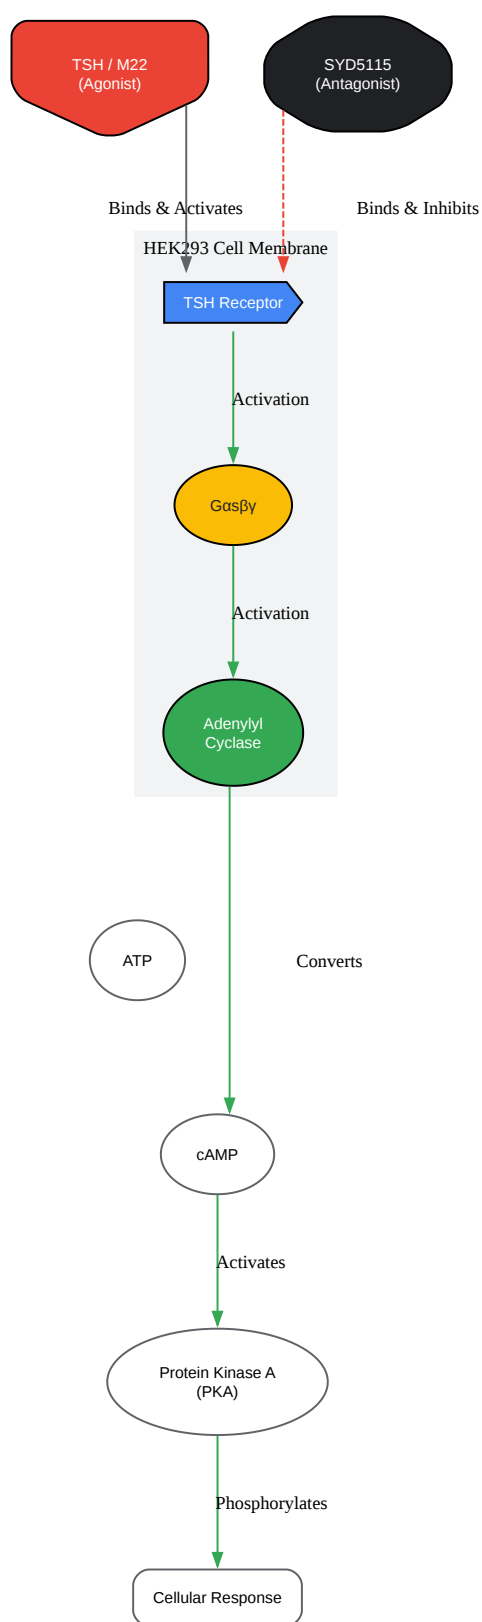 TSH / M22
(Agonist)
SYD5115
(Antagonist)
Binds & Activates
Binds & Inhibits
HEK293 Cell Membrane
TSH Receptor
Activation
Gαsβγ
Activation
Adenylyl
Cyclase
ATP
Converts
cAMP
Activates
Protein Kinase A
(PKA)
Phosphorylates
Cellular Response